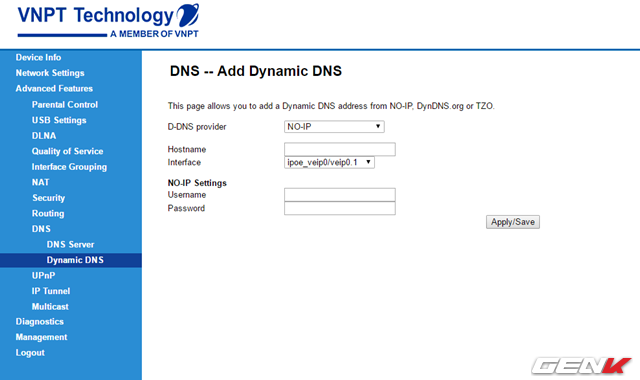 VNPT Technology
A MEMBER OF VNPT
Device Info
Network Settings
Advanced Features
Parental Control
USB Settings
DLNA
Quality of Service
Interface Grouping
NAT
Security
Routing
DNS
DNS Server
Dynamic DNS
UPnP
IP Tunnel
Multicast
Diagnostics
Management
Logout
DNS -- Add Dynamic DNS
This page allows you to add a Dynamic DNS address from NO-IP, DynDNS.org or TZO.
D-DNS provider NO-IP
Hostname
Interface ipoe_veip0/veip0.1
NO-IP Settings
Username
Password
Apply/Save
GENK